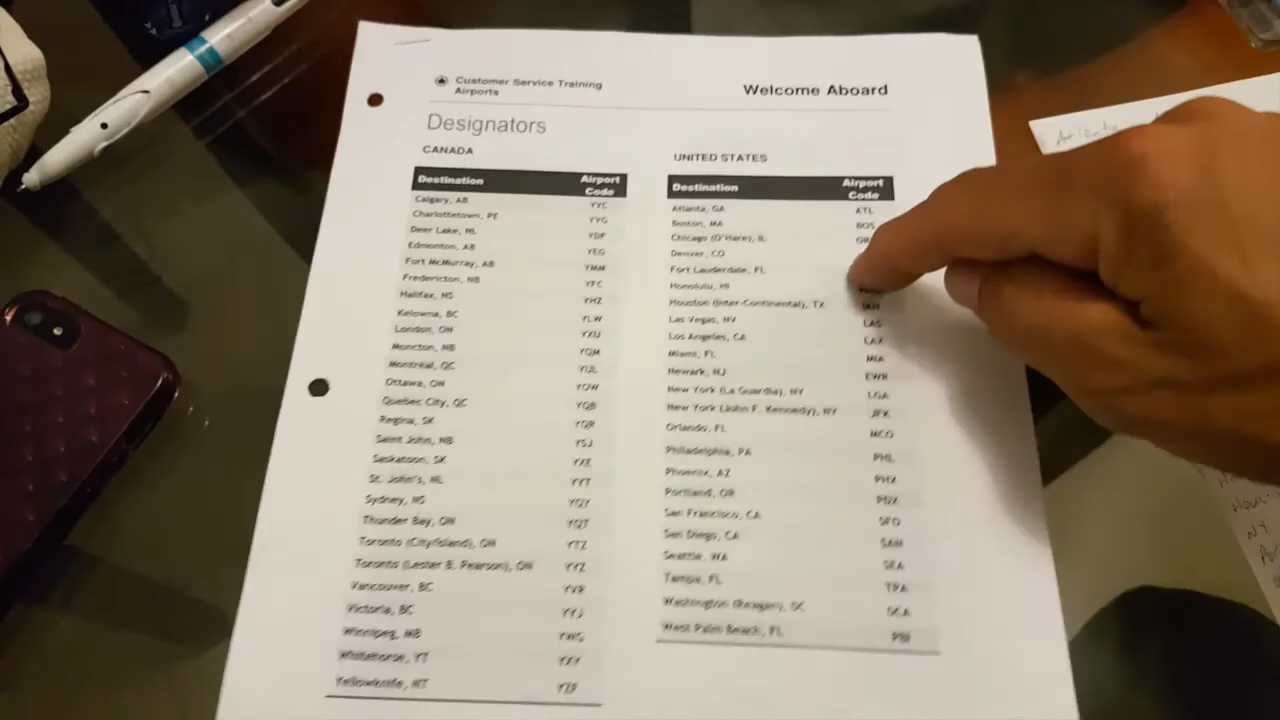 Customer Service Training
Airports
Welcome Aboard
Designators
CANADA
Destination Airport Code
Calgary, AB YYC
Charlottetown, PE YYG
Deer Lake, NL YDF
Edmonton, AB YEG
Fort McMurray, AB YMM
Fredericton, NB YFC
Halifax, NS YHZ
Kelowna, BC YLW
London, ON YXU
Moncton, NB YQM
Montréal, QC YUL
Ottawa, ON YOW
Quebec City, QC YQB
Regina, SK YQR
Saint John, NB YSJ
Saskatoon, SK YXE
St. John's, NL YYT
Sydney, NS YQY
Thunder Bay, ON YQT
Toronto (City/Island), ON YTZ
Toronto (Lester B. Pearson), ON YYZ
Vancouver, BC YVR
Victoria, BC YYJ
Winnipeg, MB YWG
Whitehorse, YT YXY
Yellowknife, NT YZF
UNITED STATES
Destination Airport Code
Atlanta, GA ATL
Boston, MA BOS
Chicago (O'Hare), IL
Denver, CO
Fort Lauderdale, FL
Honolulu, HI
Houston (Inter-Continental), TX IAH
Las Vegas, NV LAS
Los Angeles, CA LAX
Miami, FL MIA
Newark, NJ EWR
New York (La Guardia), NY LGA
New York (John F. Kennedy), NY JFK
Orlando, FL MCO
Philadelphia, PA PHL
Phoenix, AZ PHX
Portland, OR PDX
San Francisco, CA SFO
San Diego, CA SAN
Seattle, WA SEA
Tampa, FL TPA
Washington (Reagan), DC DCA
West Palm Beach, FL PBI
Atlanta
NY